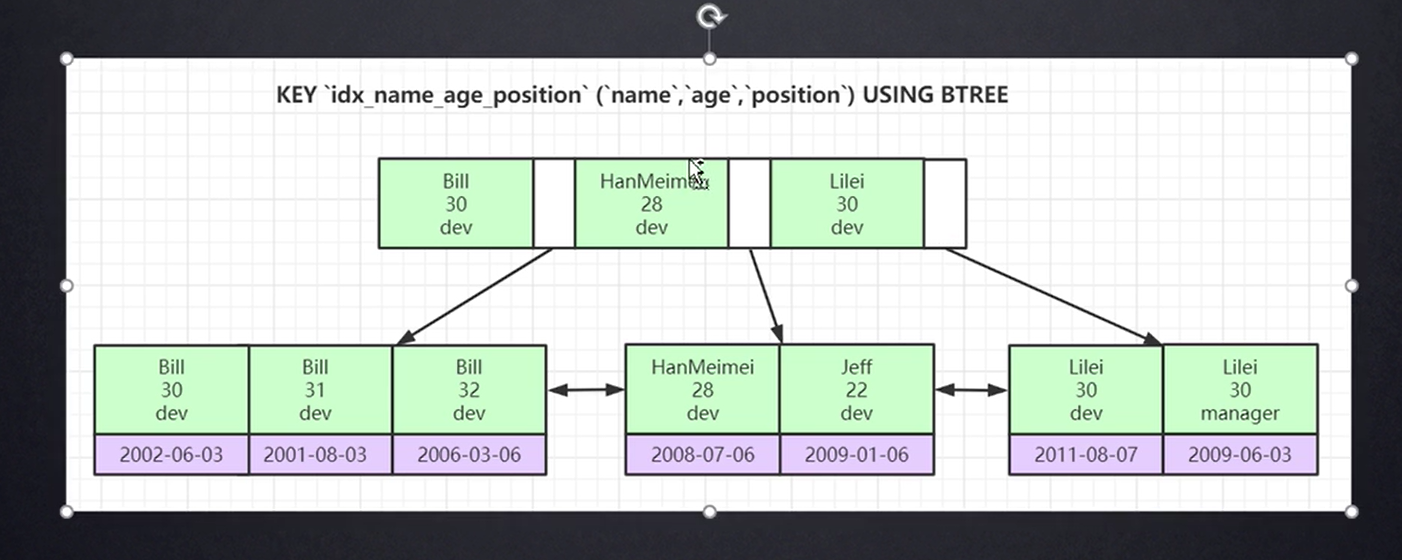 KEY `idx_name_age_position` (`name`,`age`,`position`) USING BTREE
Bill
30
dev
HanMeimei
28
dev
Lilei
30
dev
Bill
30
dev
2002-06-03
Bill
31
dev
2001-08-03
Bill
32
dev
2006-03-06
HanMeimei
28
dev
2008-07-06
Jeff
22
dev
2009-01-06
Lilei
30
dev
2011-08-07
Lilei
30
manager
2009-06-03